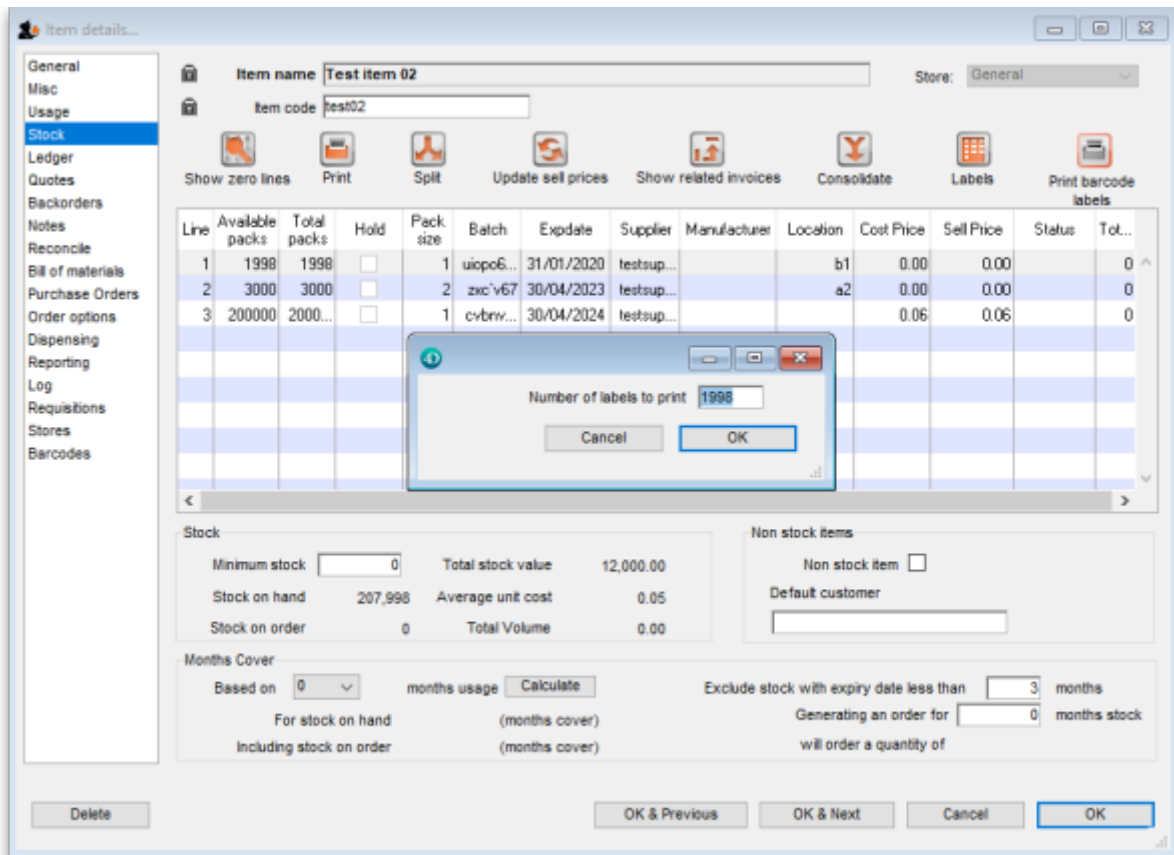 Item details...
General
Misc
Usage
Stock
Ledger
Quotes
Backorders
Notes
Reconcile
Bill of materials
Purchase Orders
Order options
Dispensing
Reporting
Log
Requisitions
Stores
Barcodes
Item name Test item 02 Store: General
Item code test02
Show zero lines Print Split Update sell prices Show related invoices Consolidate Labels Print barcode labels
Line Available packs Total packs Hold Pack size Batch Expdate Supplier Manufacturer Location Cost Price Sell Price Status Tot...
1 1998 1998 1 uiopo6... 31/01/2020 testsup... b1 0.00 0.00 0
2 3000 3000 2 zxc`v67 30/04/2023 testsup... a2 0.00 0.00 0
3 200000 2000... 1 cvbnv... 30/04/2024 testsup... 0.06 0.06 0
4D
Number of labels to print 1998
Cancel OK
Stock
Minimum stock 0 Total stock value 12,000.00
Stock on hand 207,998 Average unit cost 0.05
Stock on order 0 Total Volume 0.00
Non stock items
Non stock item
Default customer
Months Cover
Based on 0 months usage Calculate Exclude stock with expiry date less than 3 months
For stock on hand (months cover) Generating an order for 0 months stock
Including stock on order (months cover) will order a quantity of
Delete OK & Previous OK & Next Cancel OK